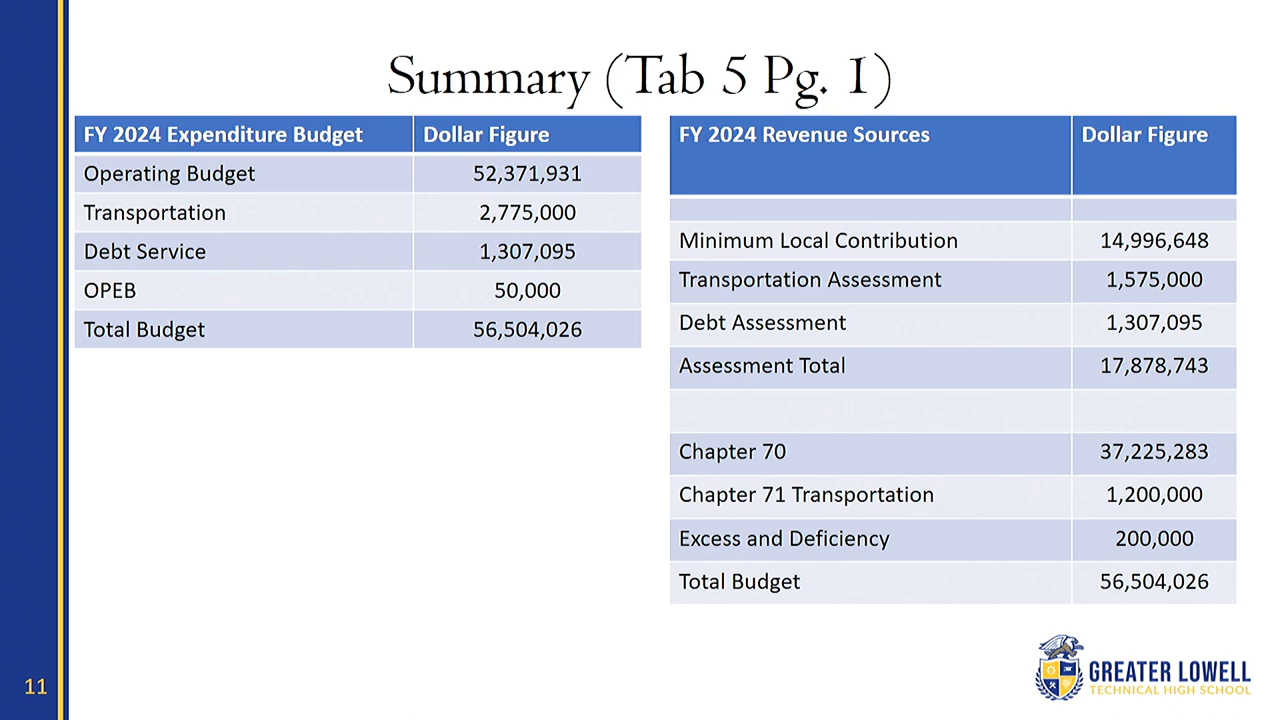 Summary (Tab 5 Pg. 1)
FY 2024 Expenditure Budget Dollar Figure
Operating Budget 52,371,931
Transportation 2,775,000
Debt Service 1,307,095
OPEB 50,000
Total Budget 56,504,026
FY 2024 Revenue Sources Dollar Figure
Minimum Local Contribution 14,996,648
Transportation Assessment 1,575,000
Debt Assessment 1,307,095
Assessment Total 17,878,743
Chapter 70 37,225,283
Chapter 71 Transportation 1,200,000
Excess and Deficiency 200,000
Total Budget 56,504,026
11
GREATER LOWELL
TECHNICAL HIGH SCHOOL